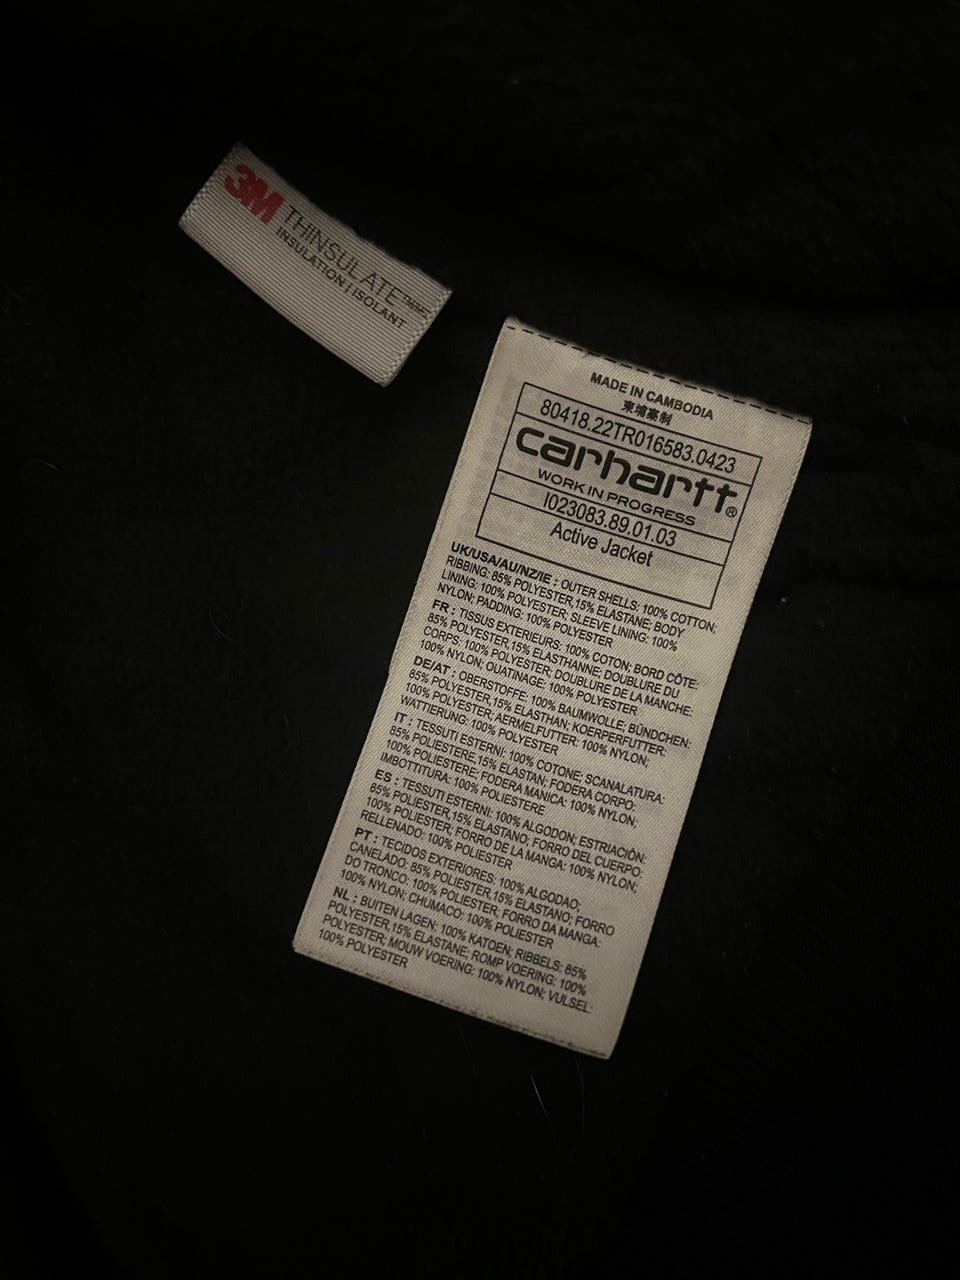 3M THINSULATE
INSULATION | ISOLANT
MADE IN CAMBODIA
柬埔寨制
80418.22TR016583.0423
carhartt®
WORK IN PROGRESS
I023083.89.01.03
Active Jacket
UK/USA/AU/NZ/IE : OUTER SHELLS: 100% COTTON;
RIBBING: 85% POLYESTER,15% ELASTANE; BODY
LINING: 100% POLYESTER; SLEEVE LINING: 100%
NYLON; PADDING: 100% POLYESTER
FR : TISSUS EXTERIEURS: 100% COTON; BORD CÔTE:
85% POLYESTER,15% ELASTHANNE; DOUBLURE DU
CORPS: 100% POLYESTER; DOUBLURE DE LA MANCHE:
100% NYLON; OUATINAGE: 100% POLYESTER
DE/AT : OBERSTOFFE: 100% BAUMWOLLE; BÜNDCHEN:
85% POLYESTER,15% ELASTHAN; KOERPERFUTTER:
100% POLYESTER; AERMELFUTTER: 100% NYLON;
WATTIERUNG: 100% POLYESTER
IT : TESSUTI ESTERNI: 100% COTONE; SCANALATURA:
85% POLIESTERE,15% ELASTAN; FODERA CORPO:
100% POLIESTERE; FODERA MANICA: 100% NYLON;
IMBOTTITURA: 100% POLIESTERE
ES : TESSUTI ESTERNI: 100% ALGODON; ESTRIACIÓN:
85% POLIESTER,15% ELASTANO; FORRO DEL CUERPO:
100% POLIESTER; FORRO DE LA MANGA: 100% NYLON;
RELLENADO: 100% POLIESTER
PT : TECIDOS EXTERIORES: 100% ALGODAO;
CANELADO: 85% POLIESTER,15% ELASTANO; FORRO
DO TRONCO: 100% POLIESTER; FORRO DA MANGA:
100% NYLON; CHUMACO: 100% POLIESTER
NL : BUITEN LAGEN: 100% KATOEN; RIBBELS: 85%
POLYESTER,15% ELASTANE; ROMP VOERING: 100%
POLYESTER; MOUW VOERING: 100% NYLON; VULSEL:
100% POLYESTER